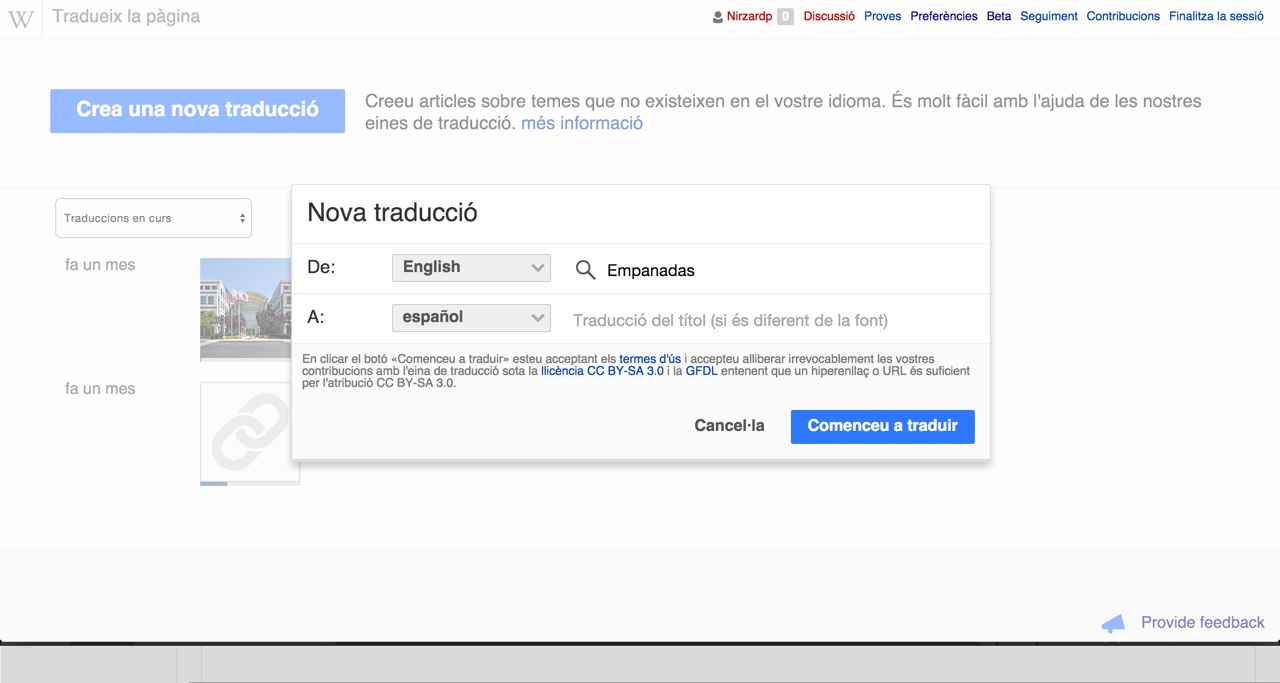 W Tradueix la pàgina
Nirzardp 0 Discussió Proves Preferències Beta Seguiment Contribucions Finalitza la sessió
Crea una nova traducció
Creeu articles sobre temes que no existeixen en el vostre idioma. És molt fàcil amb l'ajuda de les nostres
eines de traducció. més informació
Traduccions en curs
fa un mes
fa un mes
Nova traducció
De: English Empanadas
A: español Traducció del títol (si és diferent de la font)
En clicar el botó «Comenceu a traduir» esteu acceptant els termes d'ús i accepteu alliberar irrevocablement les vostres
contribucions amb l'eina de traducció sota la llicència CC BY-SA 3.0 i la GFDL entenent que un hiperenllaç o URL és suficient
per l'atribució CC BY-SA 3.0.
Cancel·la Comenceu a traduir
Provide feedback